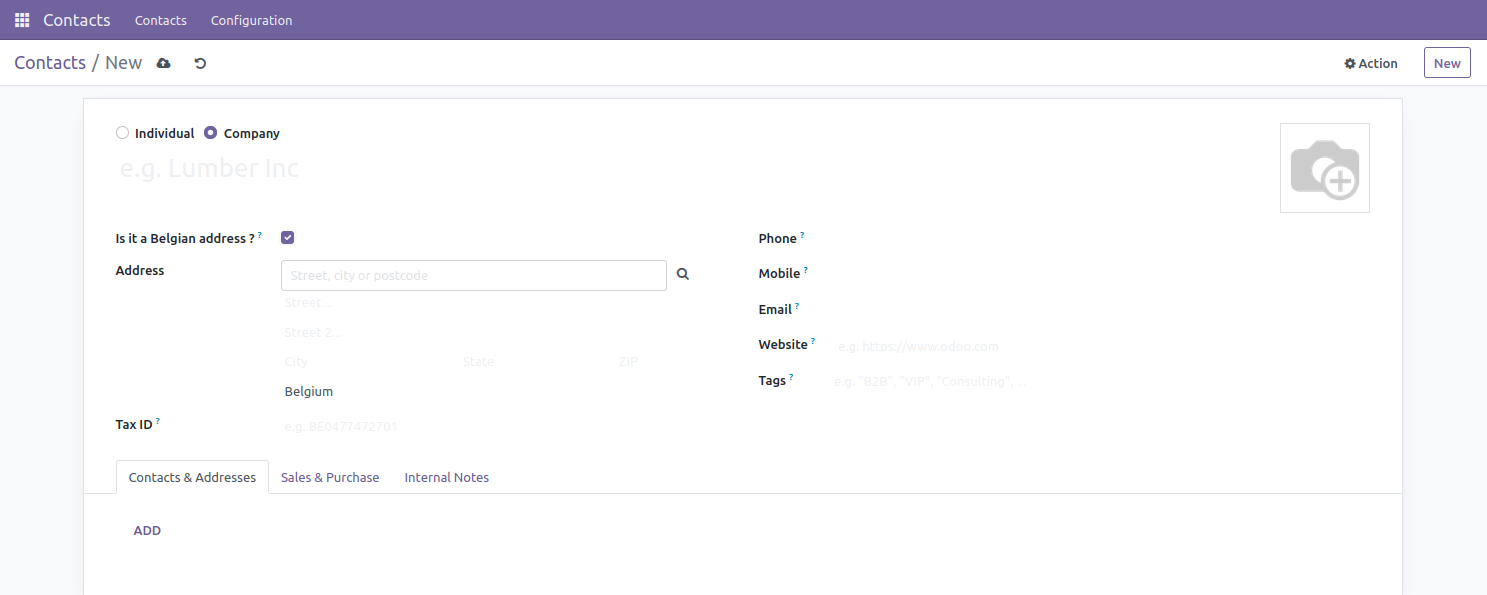 Contacts Contacts Configuration
Contacts / New Action New
Individual Company
e.g. Lumber Inc
Is it a Belgian address ? ? Phone ?
Address Street, city or postcode Mobile ?
Street... Email ?
Street 2... Website ? e.g. https://www.odoo.com
City State ZIP Tags ? e.g. "B2B", "VIP", "Consulting", ...
Belgium
Tax ID ? e.g. BE0477472701
Contacts & Addresses Sales & Purchase Internal Notes
ADD